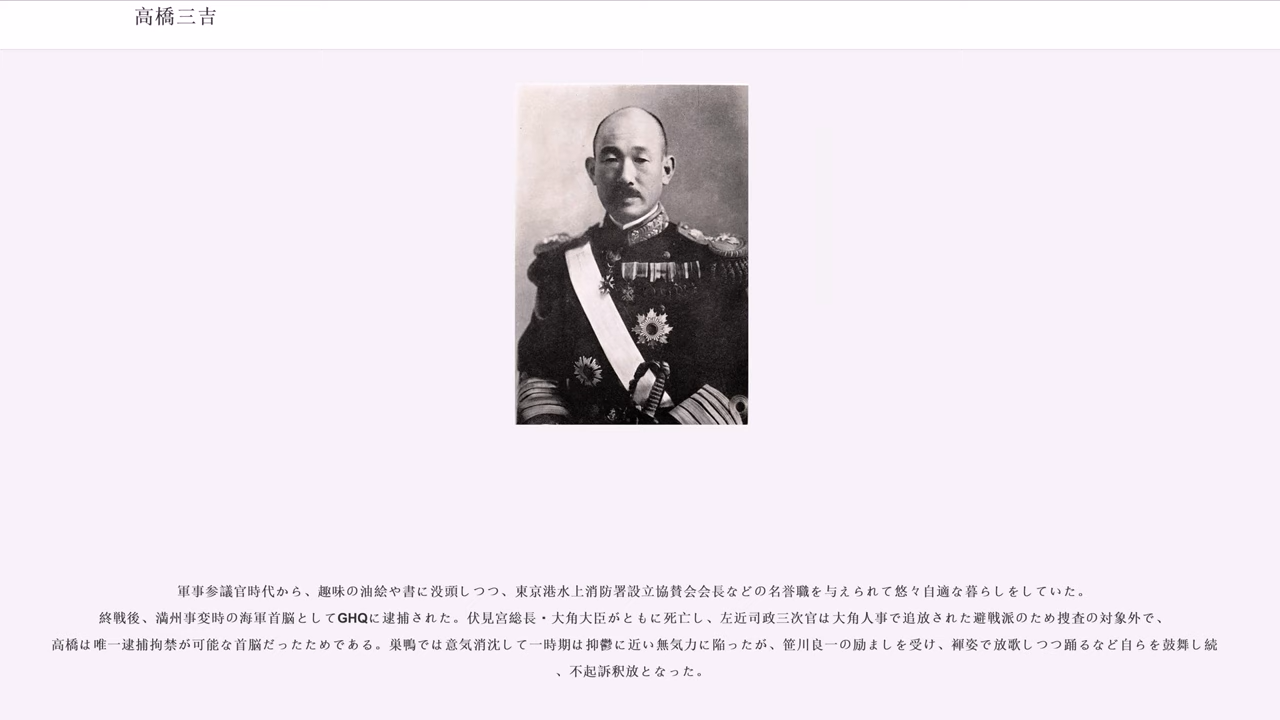 高橋三吉
軍事参議官時代から、趣味の油絵や書に没頭しつつ、東京港水上消防署設立協賛会会長などの名誉職を与えられて悠々自適な暮らしをしていた。
終戦後、満州事変時の海軍首脳としてGHQに逮捕された。伏見宮総長・大角大臣がともに死亡し、左近司政三次官は大角人事で追放された避戦派のため捜査の対象外で、
高橋は唯一逮捕拘禁が可能な首脳だったためである。巣鴨では意気消沈して一時期は抑鬱に近い無気力に陥ったが、笹川良一の励ましを受け、褌姿で放歌しつつ踊るなど自らを鼓舞し続
、不起訴釈放となった。